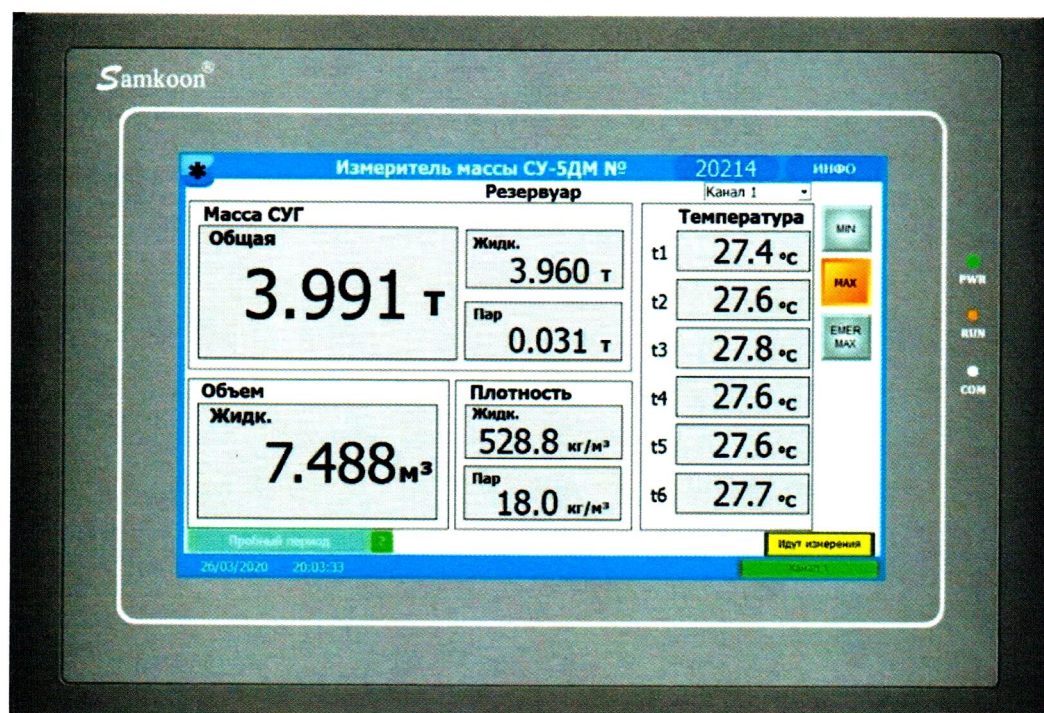 Samkoon®
* Измеритель массы СУ-5ДМ № 20214 ИНФО
Резервуар Канал 1
Масса СУГ
Общая
3.991 т
Жидк.
3.960 т
Пар
0.031 т
Объем
Жидк.
7.488 м³
Плотность
Жидк.
528.8 кг/м³
Пар
18.0 кг/м³
Температура
t1 27.4 °C
t2 27.6 °C
t3 27.8 °C
t4 27.6 °C
t5 27.6 °C
t6 27.7 °C
MIN
MAX
EMER
MAX
PWR
RUN
COM
Пробный период ?
Идут измерения
26/03/2020 20:03:33
Канал 1